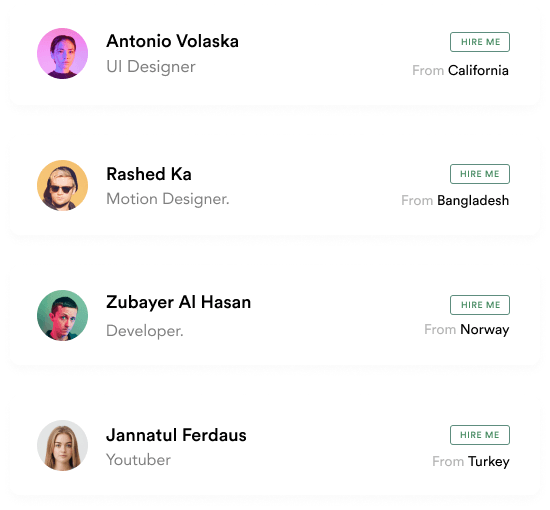 Antonio Volaska
HIRE ME
UI Designer
From California
Rashed Ka
HIRE ME
Motion Designer.
From Bangladesh
Zubayer Al Hasan
HIRE ME
Developer.
From Norway
Jannatul Ferdaus
HIRE ME
Youtuber
From Turkey